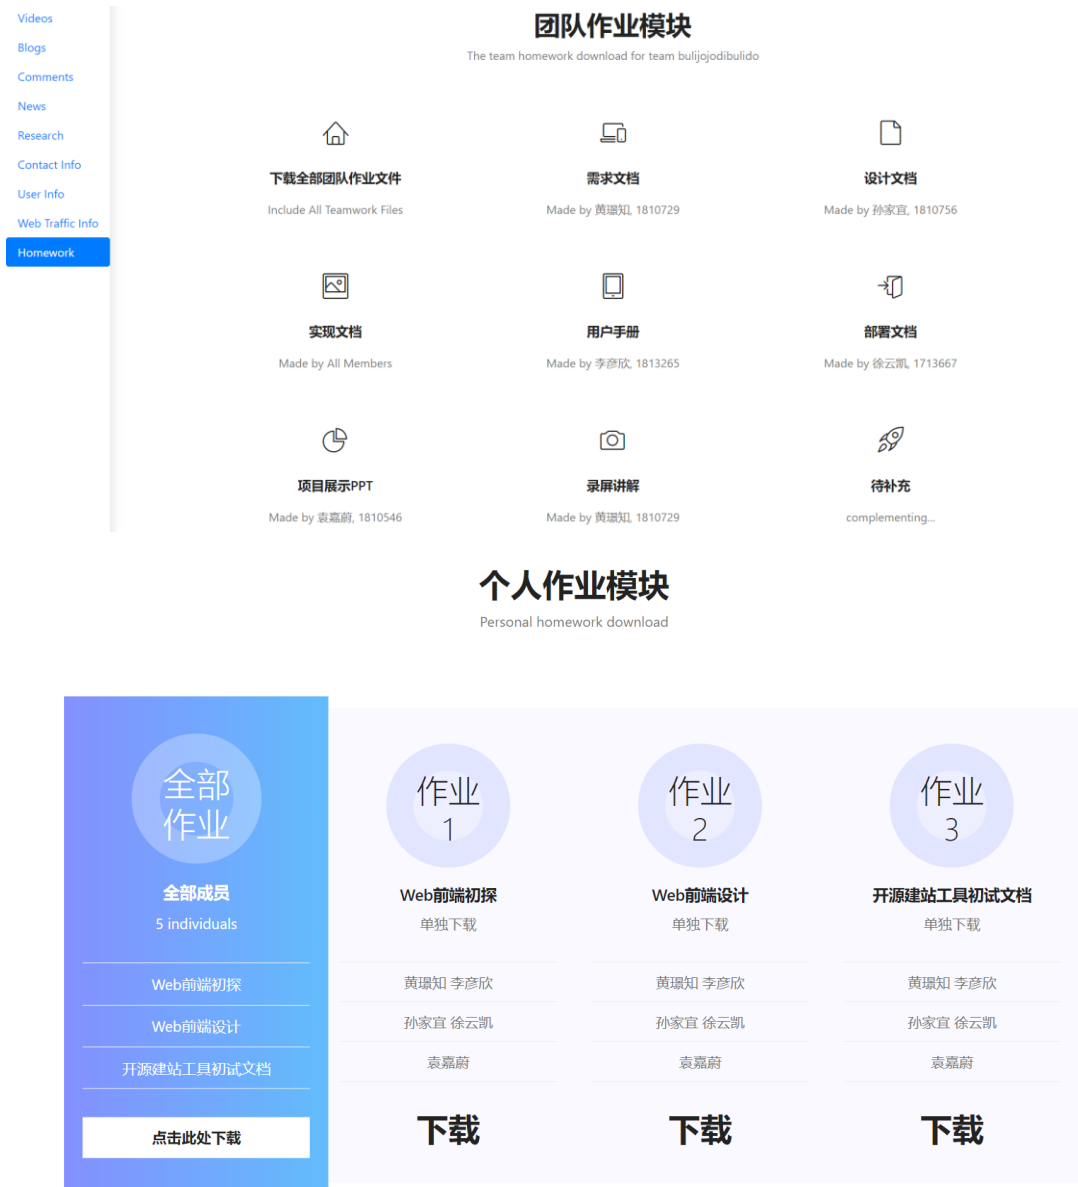 Videos
Blogs
Comments
News
Research
Contact Info
User Info
Web Traffic Info
Homework
团队作业模块
The team homework download for team bulijojodibulido
下载全部团队作业文件
Include All Teamwork Files
需求文档
Made by 黄璟知, 1810729
设计文档
Made by 孙家宜, 1810756
实现文档
Made by All Members
用户手册
Made by 李彦欣, 1813265
部署文档
Made by 徐云凯, 1713667
项目展示PPT
Made by 袁嘉蔚, 1810546
录屏讲解
Made by 黄璟知, 1810729
待补充
complementing...
个人作业模块
Personal homework download
全部
作业
全部成员
5 individuals
Web前端初探
Web前端设计
开源建站工具初试文档
点击此处下载
作业
1
Web前端初探
单独下载
黄璟知 李彦欣
孙家宜 徐云凯
袁嘉蔚
下载
作业
2
Web前端设计
单独下载
黄璟知 李彦欣
孙家宜 徐云凯
袁嘉蔚
下载
作业
3
开源建站工具初试文档
单独下载
黄璟知 李彦欣
孙家宜 徐云凯
袁嘉蔚
下载